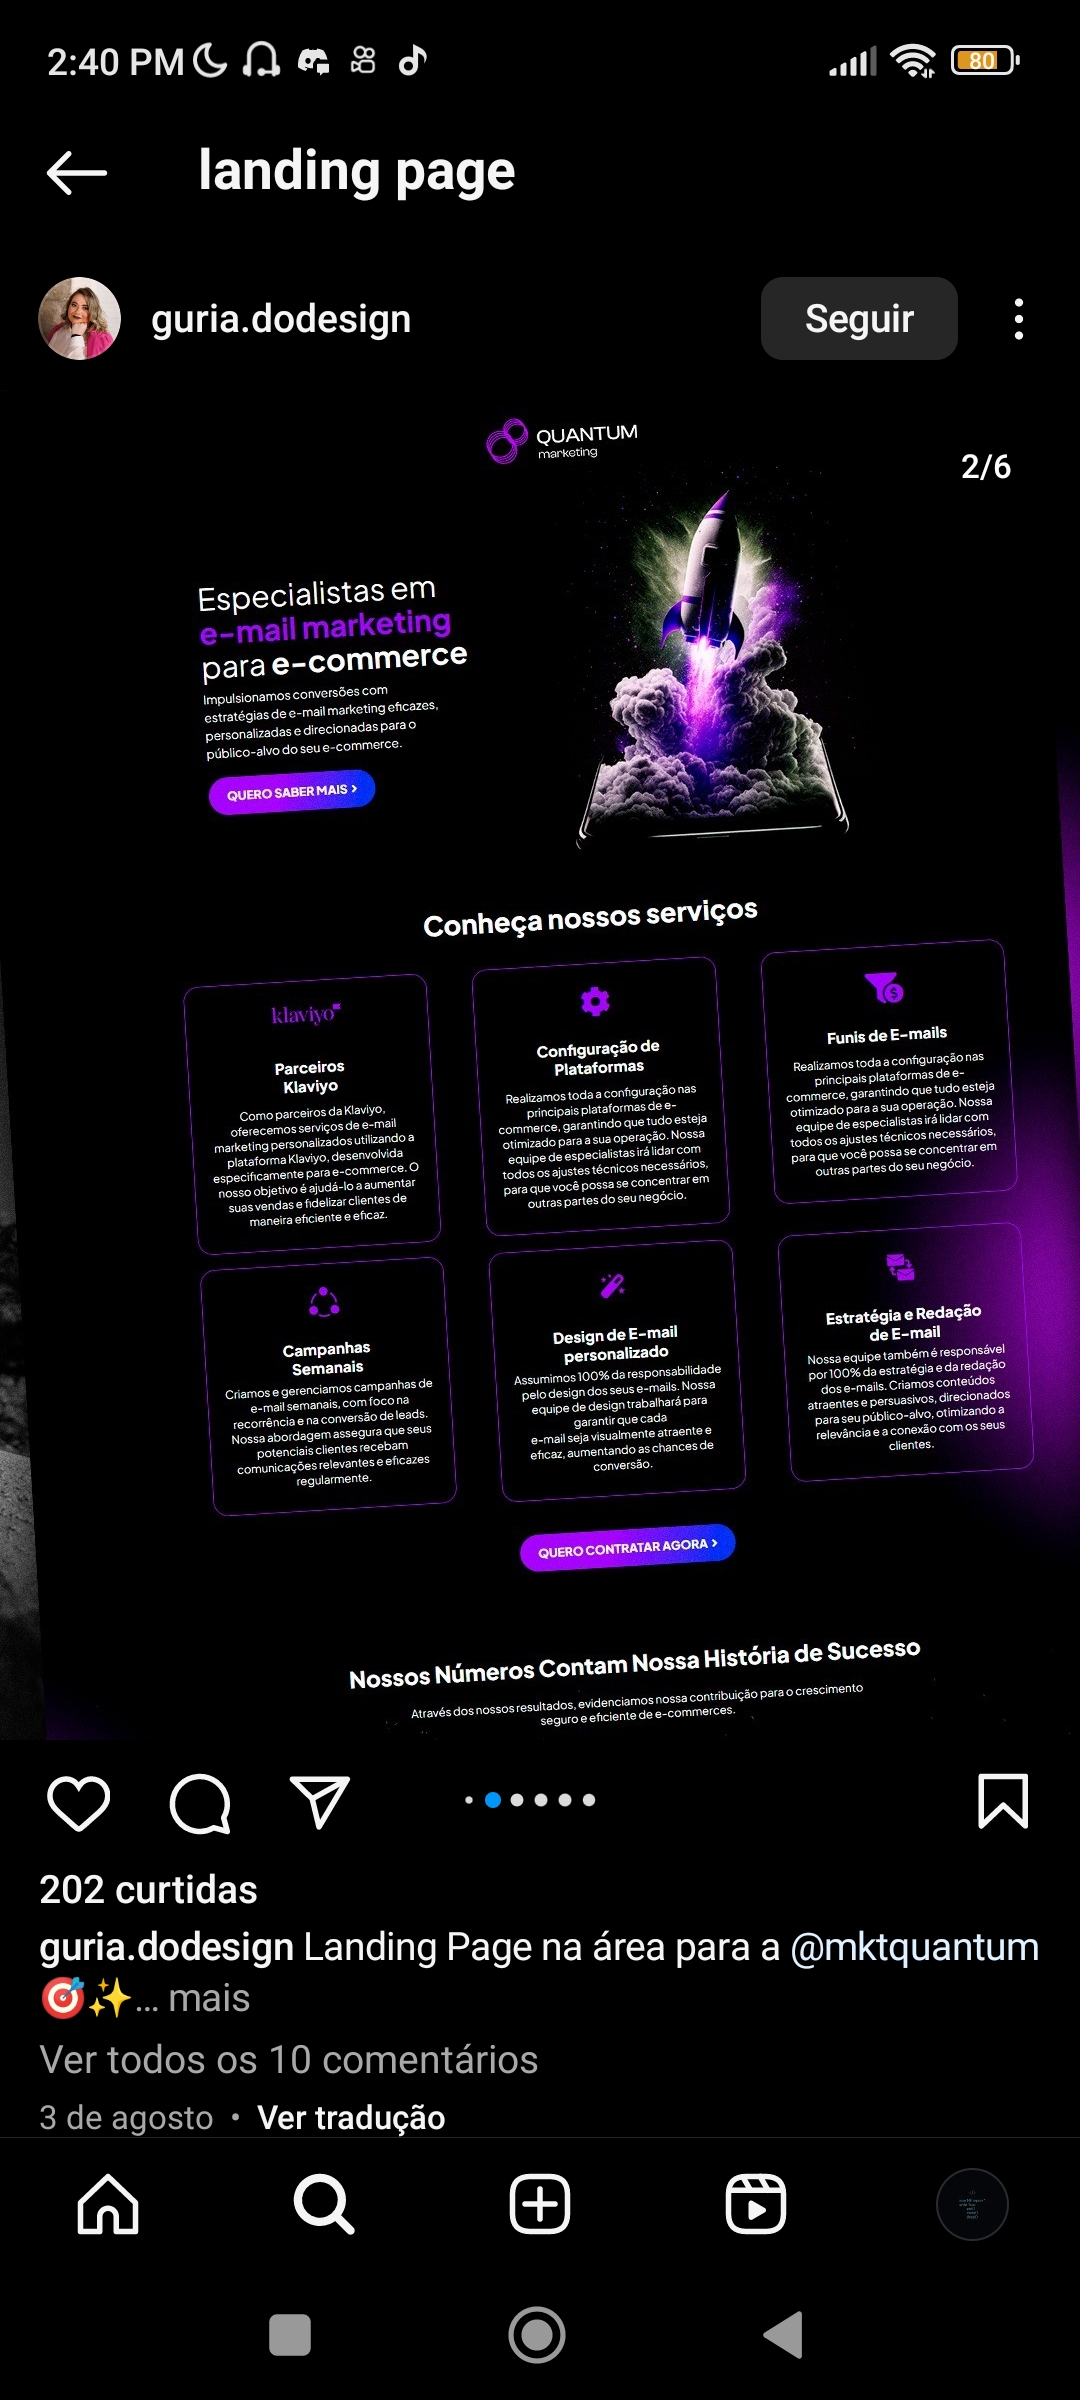 2:40 PM
80
landing page
guria.dodesign
Seguir
QUANTUM
marketing
2/6
Especialistas em
e-mail marketing
para e-commerce
Impulsionamos conversões com
estratégias de e-mail marketing eficazes,
personalizadas e direcionadas para o
público-alvo do seu e-commerce.
QUERO SABER MAIS >
Conheça nossos serviços
klaviyo
Parceiros
Klaviyo
Como parceiros da Klaviyo,
oferecemos serviços de e-mail
marketing personalizados utilizando a
plataforma Klaviyo, desenvolvida
especificamente para e-commerce. O
nosso objetivo é ajudá-lo a aumentar
suas vendas e fidelizar clientes de
maneira eficiente e eficaz.
Configuração de
Plataformas
Realizamos toda a configuração nas
principais plataformas de e-
commerce, garantindo que tudo esteja
otimizado para a sua operação. Nossa
equipe de especialistas irá lidar com
todos os ajustes técnicos necessários,
para que você possa se concentrar em
outras partes do seu negócio.
Funis de E-mails
Realizamos toda a configuração nas
principais plataformas de e-
commerce, garantindo que tudo esteja
otimizado para a sua operação. Nossa
equipe de especialistas irá lidar com
todos os ajustes técnicos necessários,
para que você possa se concentrar em
outras partes do seu negócio.
Campanhas
Semanais
Criamos e gerenciamos campanhas de
e-mail semanais, com foco na
recorrência e na conversão de leads.
Nossa abordagem assegura que seus
potenciais clientes recebam
comunicações relevantes e eficazes
regularmente.
Design de E-mail
personalizado
Assumimos 100% da responsabilidade
pelo design dos seus e-mails. Nossa
equipe de design trabalhará para
garantir que cada
e-mail seja visualmente atraente e
eficaz, aumentando as chances de
conversão.
Estratégia e Redação
de E-mail
Nossa equipe também é responsável
por 100% da estratégia e da redação
dos e-mails. Criamos conteúdos
atraentes e persuasivos, direcionados
para seu público-alvo, otimizando a
relevância e a conexão com os seus
clientes.
QUERO CONTRATAR AGORA >
Nossos Números Contam Nossa História de Sucesso
Através dos nossos resultados, evidenciamos nossa contribuição para o crescimento
seguro e eficiente de e-commerces.
202 curtidas
guria.dodesign Landing Page na área para a @mktquantum
🎯✨... mais
Ver todos os 10 comentários
3 de agosto • Ver tradução